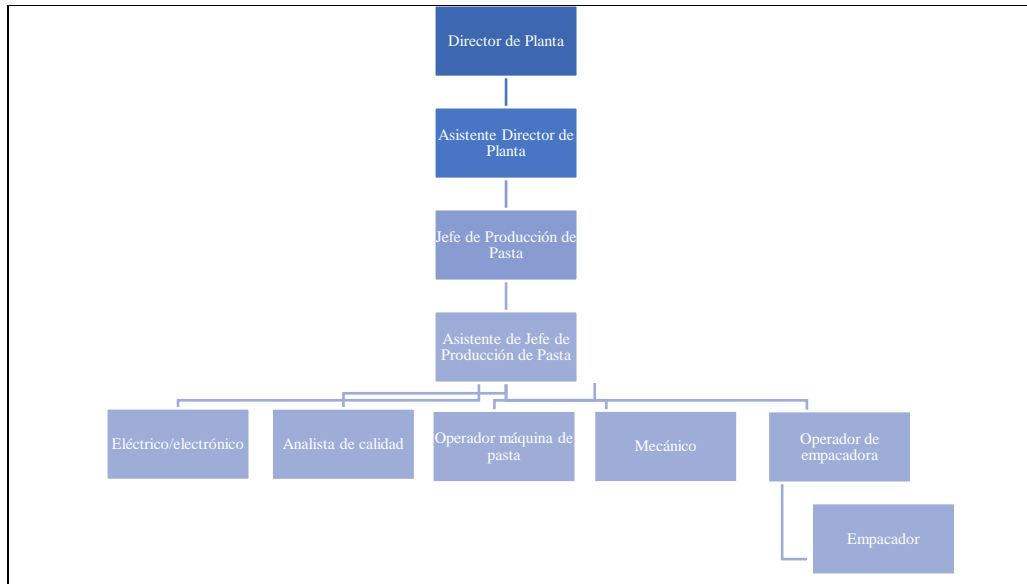 Director de Planta
Asistente Director de
Planta
Jefe de Producción de
Pasta
Asistente de Jefe de
Producción de Pasta
Eléctrico/electrónico
Analista de calidad
Operador máquina de
pasta
Mecánico
Operador de
empacadora
Empacador